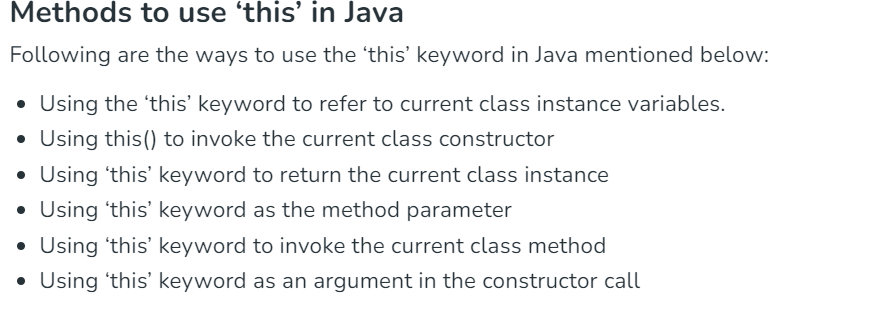 Methods to use ‘this’ in Java
Following are the ways to use the ‘this’ keyword in Java mentioned below:
• Using the ‘this’ keyword to refer to current class instance variables.
• Using this() to invoke the current class constructor
• Using ‘this’ keyword to return the current class instance
• Using ‘this’ keyword as the method parameter
• Using ‘this’ keyword to invoke the current class method
• Using ‘this’ keyword as an argument in the constructor call